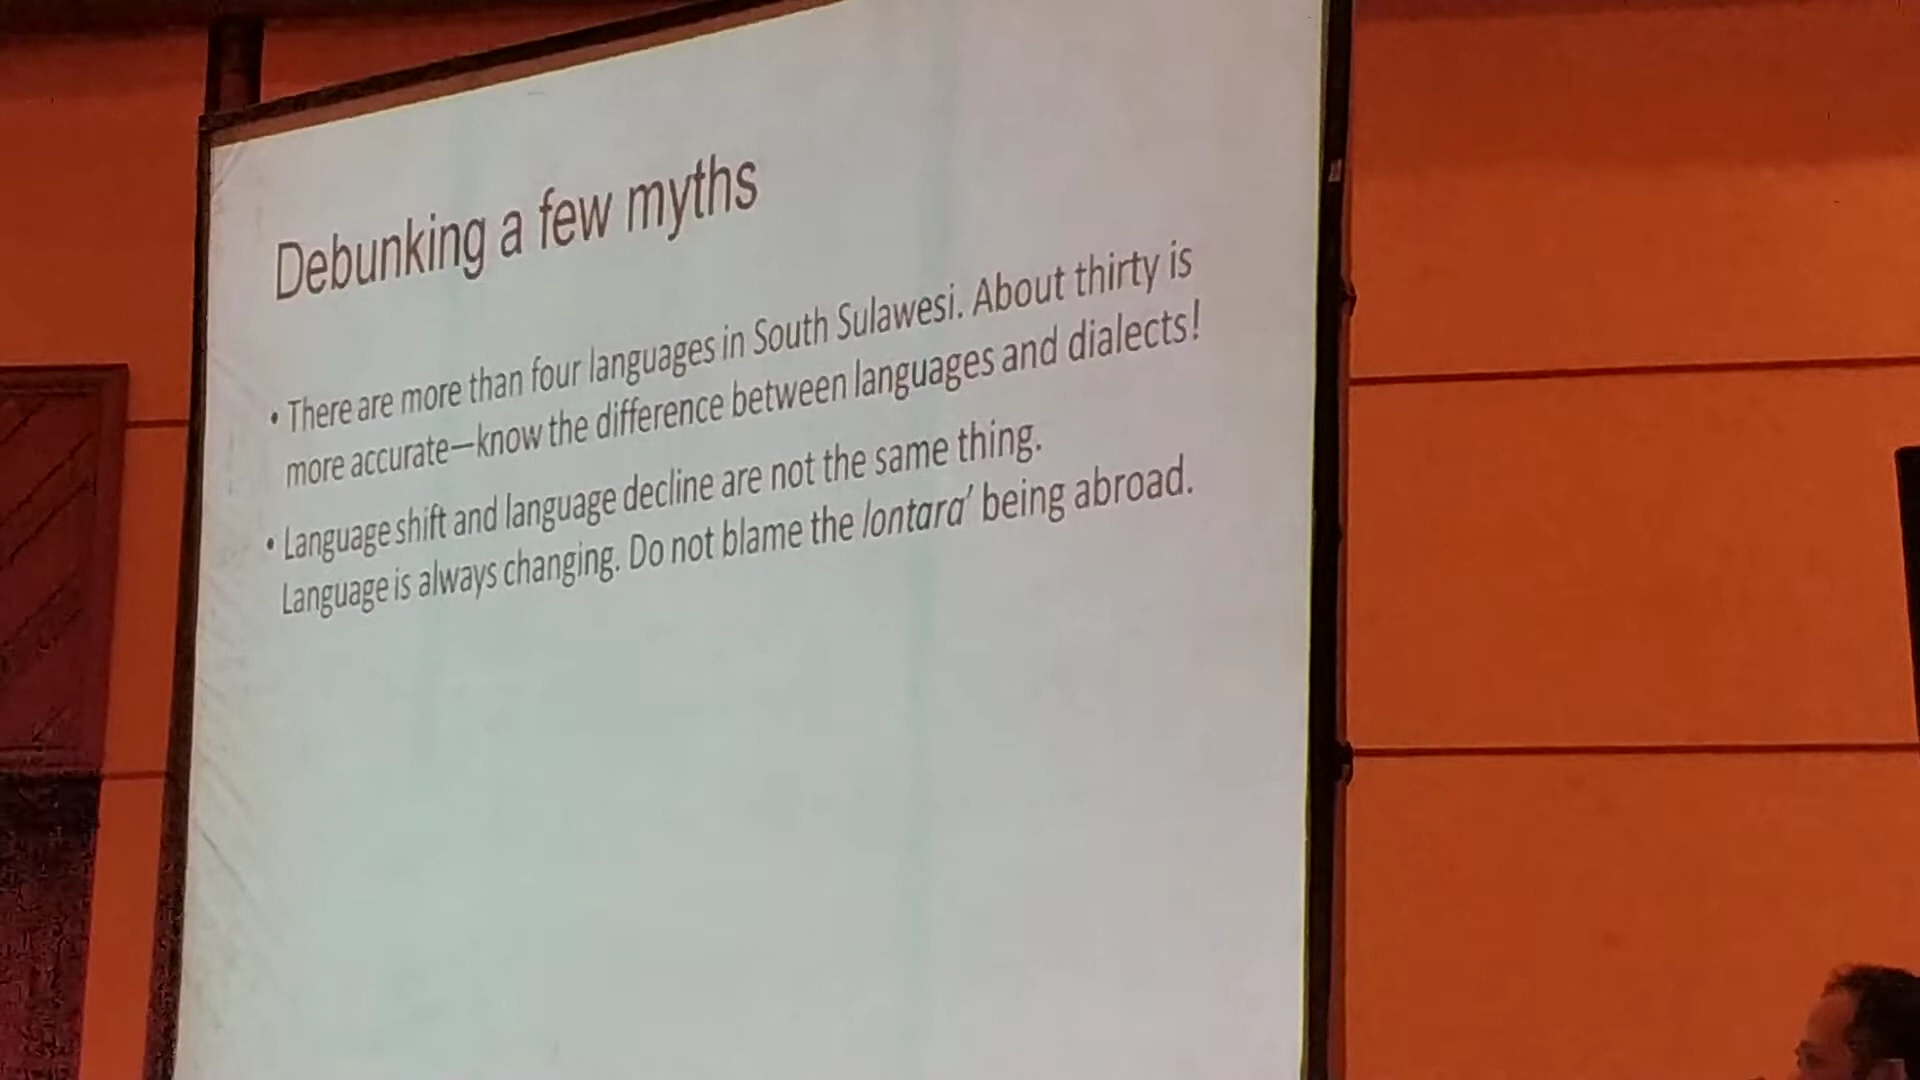 Debunking a few myths
• There are more than four languages in South Sulawesi. About thirty is
more accurate—know the difference between languages and dialects!
• Language shift and language decline are not the same thing.
Language is always changing. Do not blame the lontara’ being abroad.